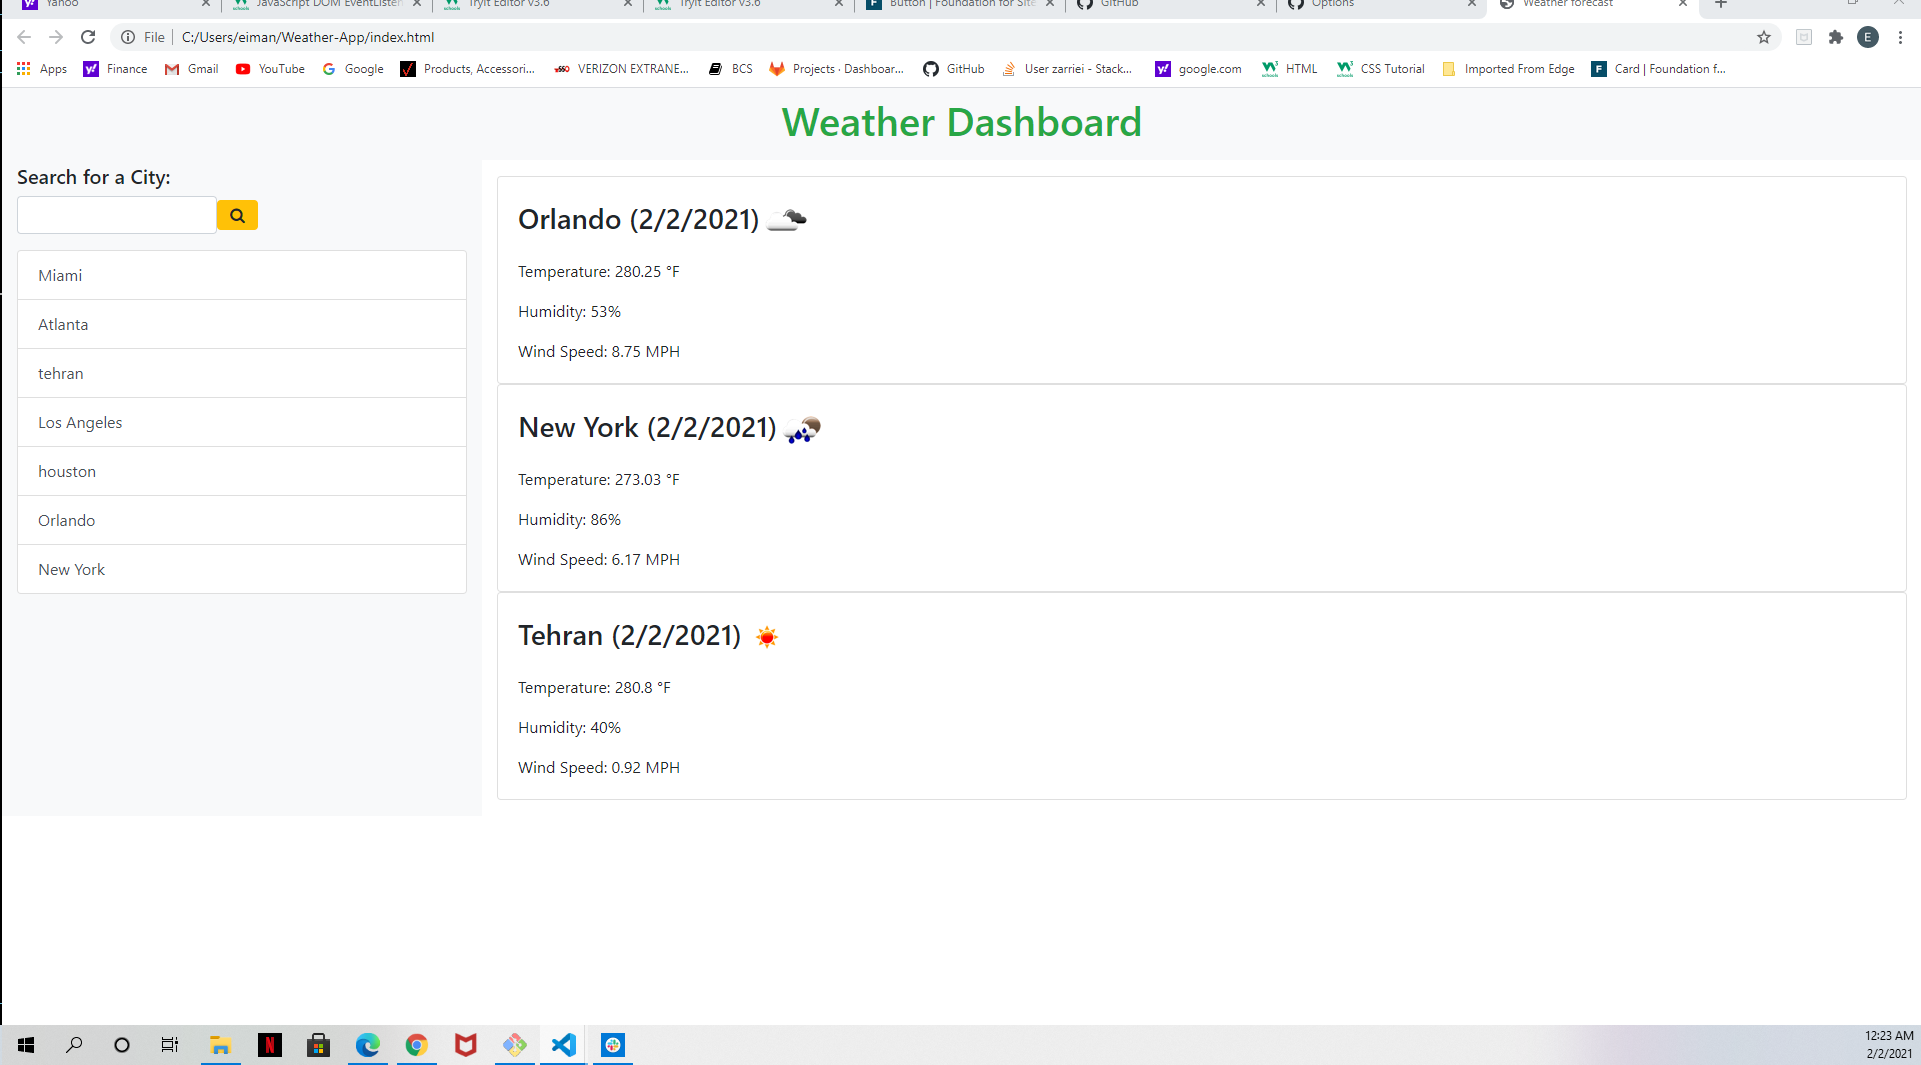 Yahoo JavaScript DOM EventListen Tryit Editor v3.6 Tryit Editor v3.6 Button | Foundation for Site GitHub Options Weather forecast
File C:/Users/eiman/Weather-App/index.html E
Apps Finance Gmail YouTube Google Products, Accessori... VERIZON EXTRANE... BCS Projects · Dashboar... GitHub User zarriei - Stack... google.com HTML CSS Tutorial Imported From Edge Card | Foundation f...
Weather Dashboard
Search for a City:
Miami
Atlanta
tehran
Los Angeles
houston
Orlando
New York
Orlando (2/2/2021)
Temperature: 280.25 °F
Humidity: 53%
Wind Speed: 8.75 MPH
New York (2/2/2021)
Temperature: 273.03 °F
Humidity: 86%
Wind Speed: 6.17 MPH
Tehran (2/2/2021)
Temperature: 280.8 °F
Humidity: 40%
Wind Speed: 0.92 MPH
12:23 AM
2/2/2021